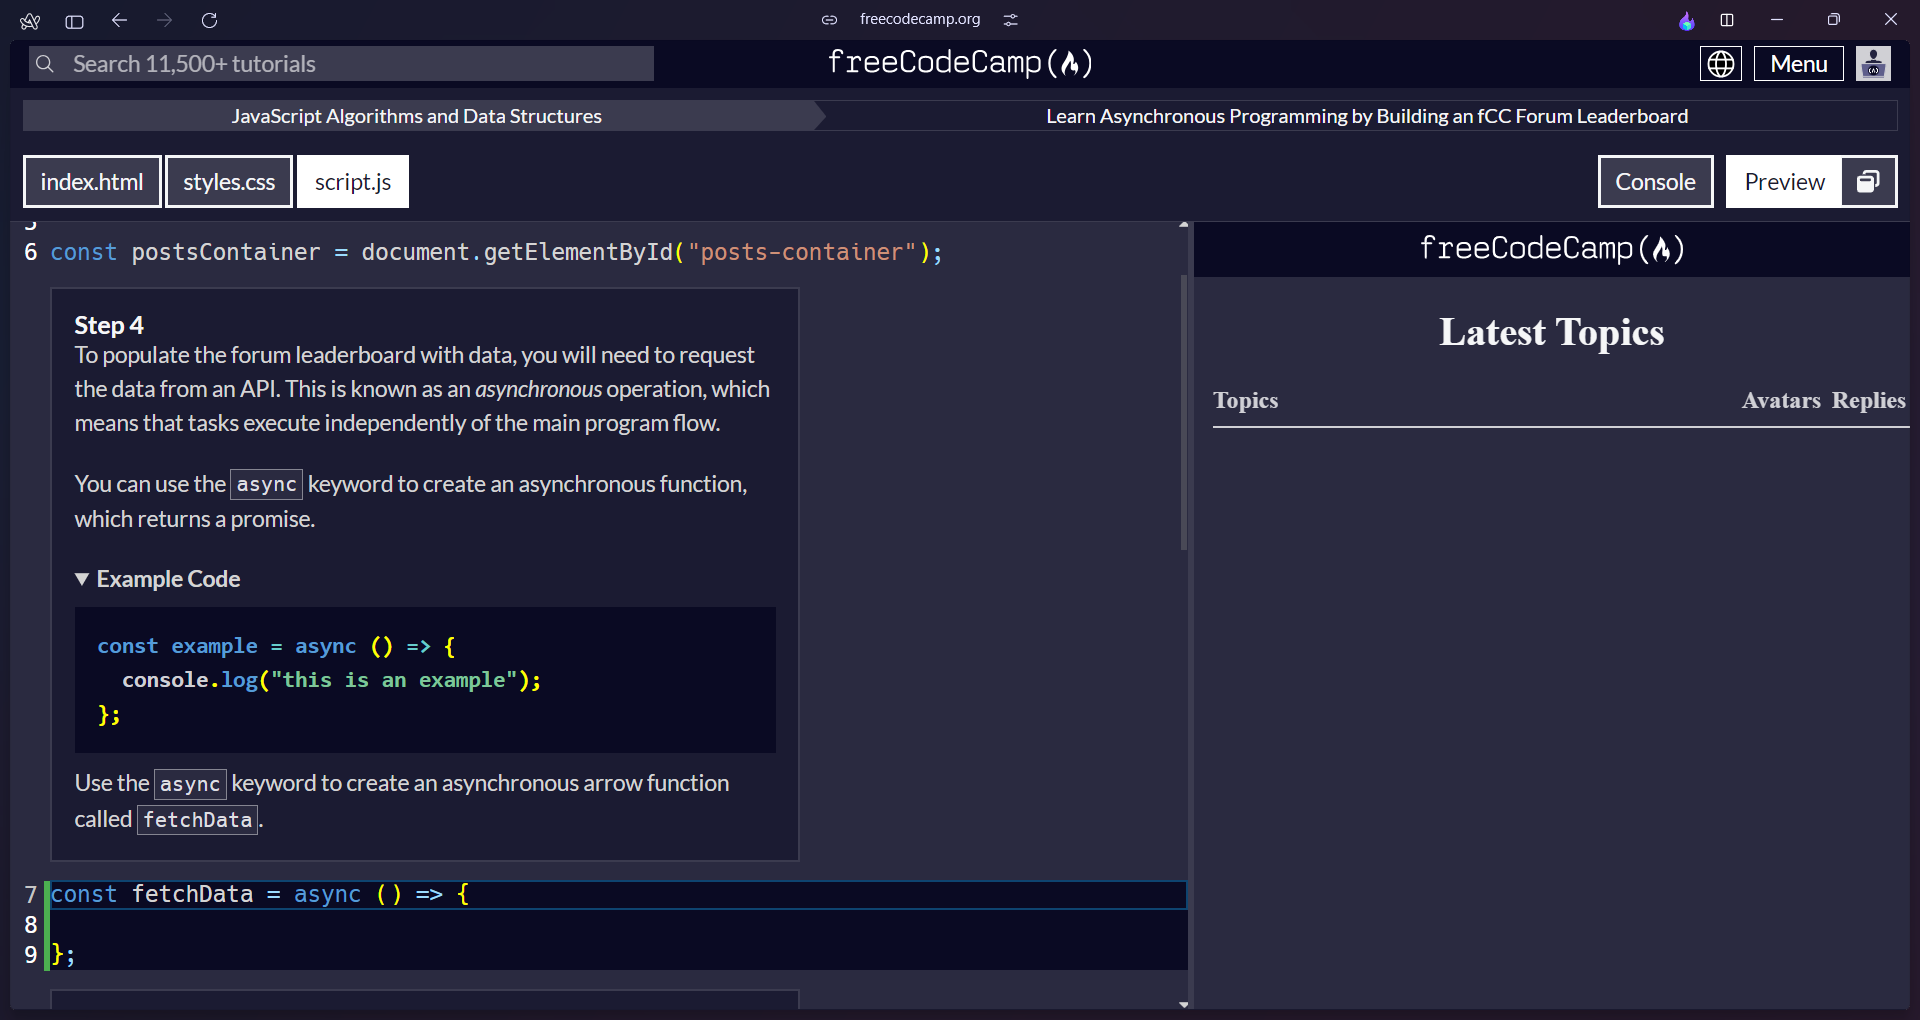 freecodecamp.org
Search 11,500+ tutorials
freeCodeCamp(🔥)
Menu
JavaScript Algorithms and Data Structures
Learn Asynchronous Programming by Building an fCC Forum Leaderboard
index.html
styles.css
script.js
Console
Preview
5
6 const postsContainer = document.getElementById("posts-container");
Step 4
To populate the forum leaderboard with data, you will need to request
the data from an API. This is known as an asynchronous operation, which
means that tasks execute independently of the main program flow.
You can use the async keyword to create an asynchronous function,
which returns a promise.
▼ Example Code
const example = async () => {
console.log("this is an example");
};
Use the async keyword to create an asynchronous arrow function
called fetchData.
7 const fetchData = async () => {
8
9 };
freeCodeCamp(🔥)
Latest Topics
Topics
Avatars Replies